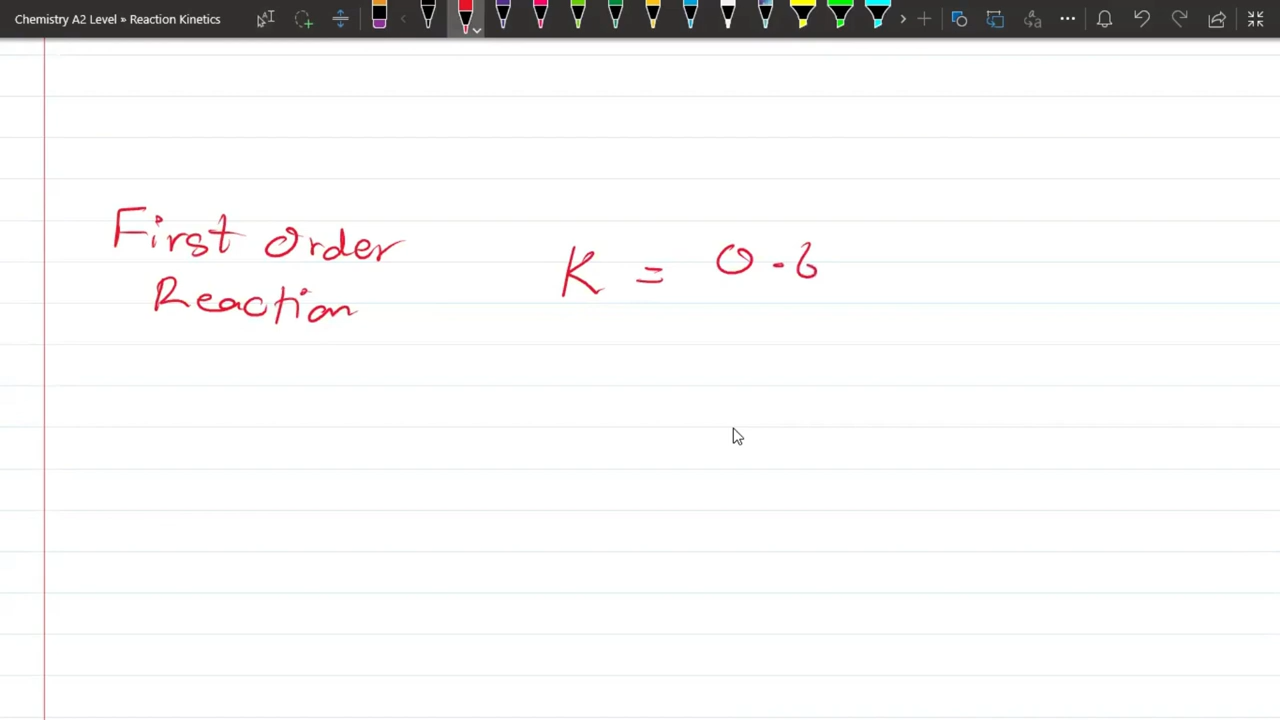 Chemistry A2 Level » Reaction Kinetics
First Order
Reaction
K = 0.6